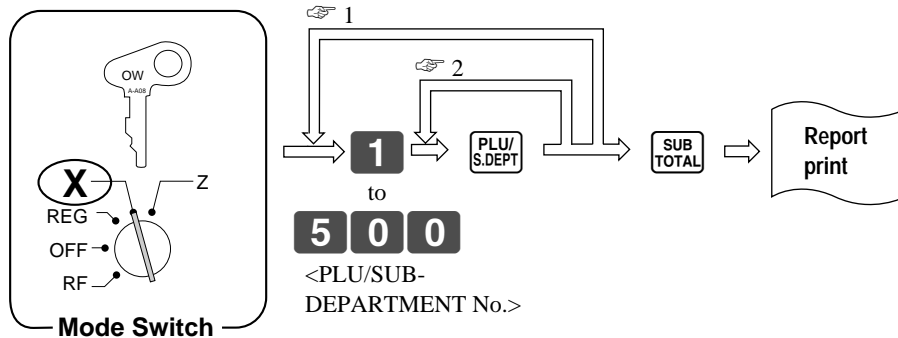 ☞ 1
☞ 2
OW
A-A08
X
Z
REG
OFF
RF
Mode Switch
1
to
5 0 0
<PLU/SUB-
DEPARTMENT No.>
PLU/
S.DEPT
SUB
TOTAL
Report
print